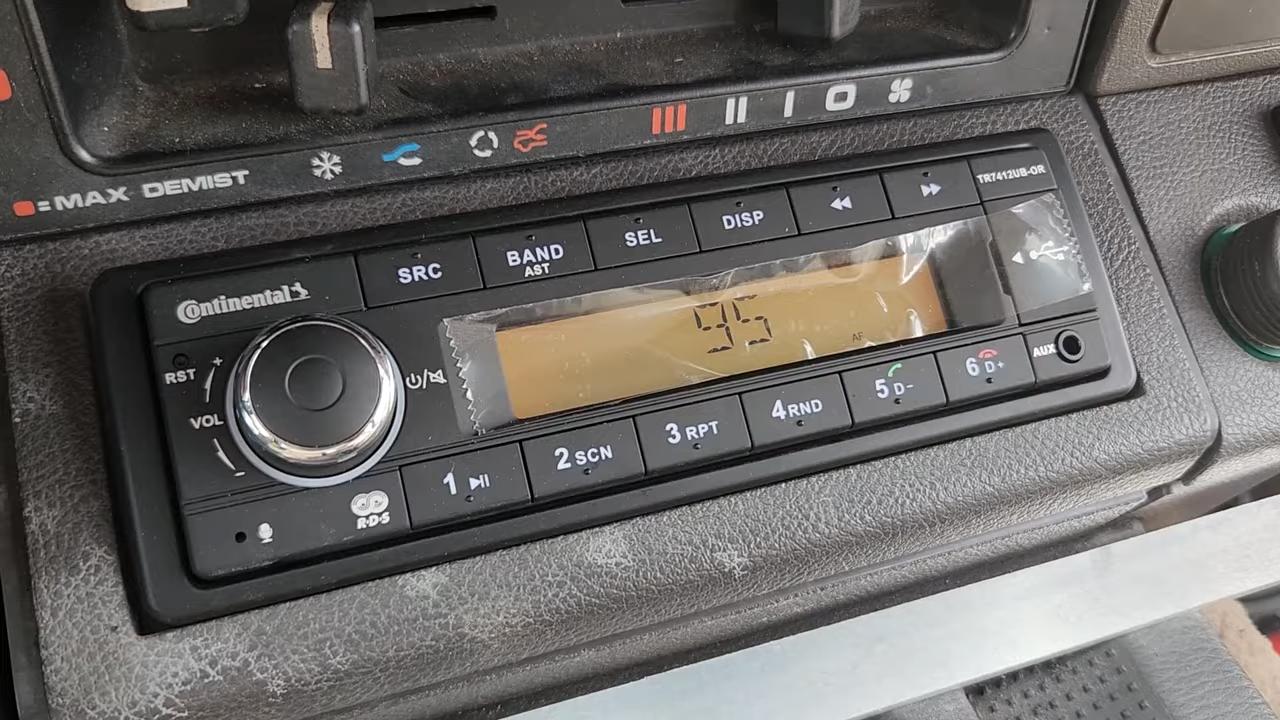 = MAX DEMIST
III II I O
Continental
SRC
BAND
AST
SEL
DISP
TR7412UB-OR
RST
+
VOL
-
95
AF
AUX
1
2 SCN
3 RPT
4 RND
5 D-
6 D+
R·D·S